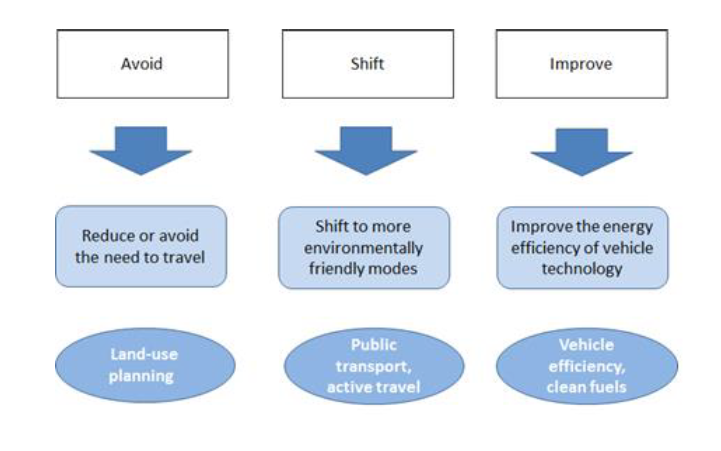 Avoid
Shift
Improve
Reduce or avoid
the need to travel
Shift to more
environmentally
friendly modes
Improve the energy
efficiency of vehicle
technology
Land-use
planning
Public
transport,
active travel
Vehicle
efficiency,
clean fuels